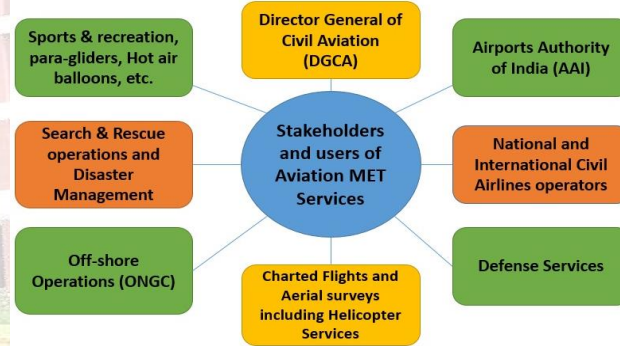 Sports & recreation,
para-gliders, Hot air
balloons, etc.
Director General of
Civil Aviation
(DGCA)
Airports Authority
of India (AAI)
Search & Rescue
operations and
Disaster
Management
Stakeholders
and users of
Aviation MET
Services
National and
International Civil
Airlines operators
Off-shore
Operations (ONGC)
Charted Flights and
Aerial surveys
including Helicopter
Services
Defense Services